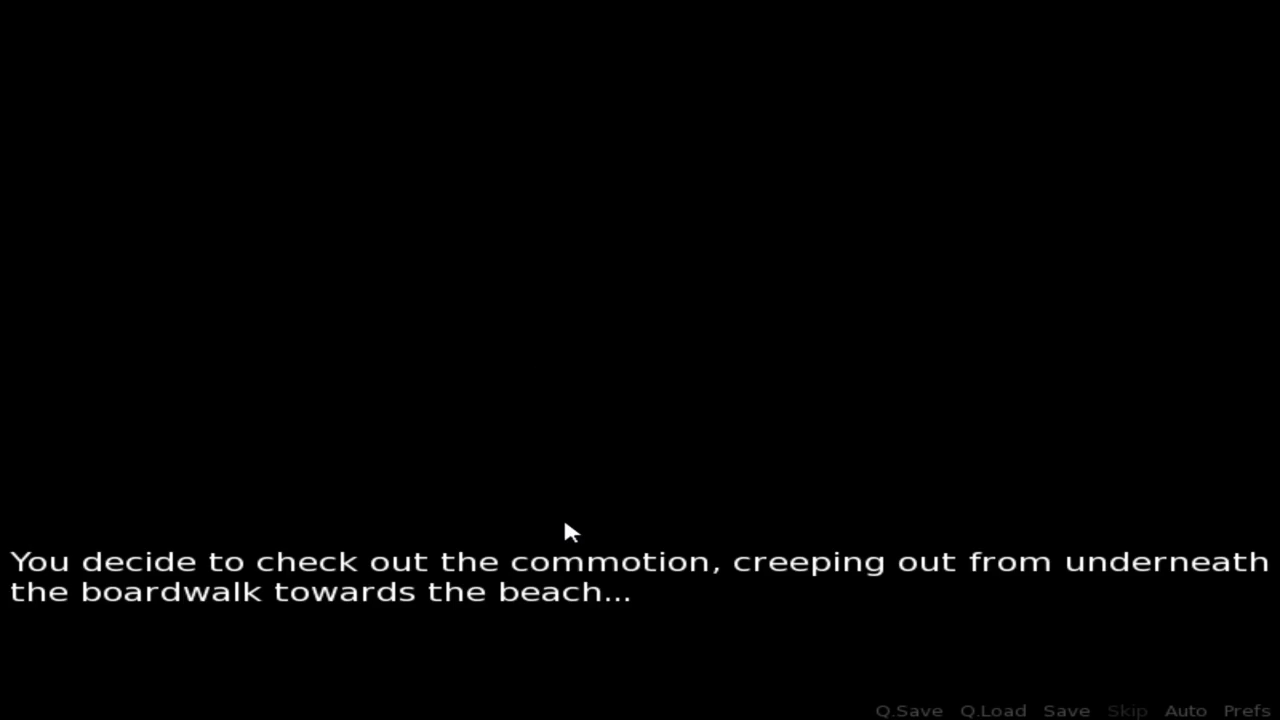 You decide to check out the commotion, creeping out from underneath
the boardwalk towards the beach...
Q.Save Q.Load Save Skip Auto Prefs